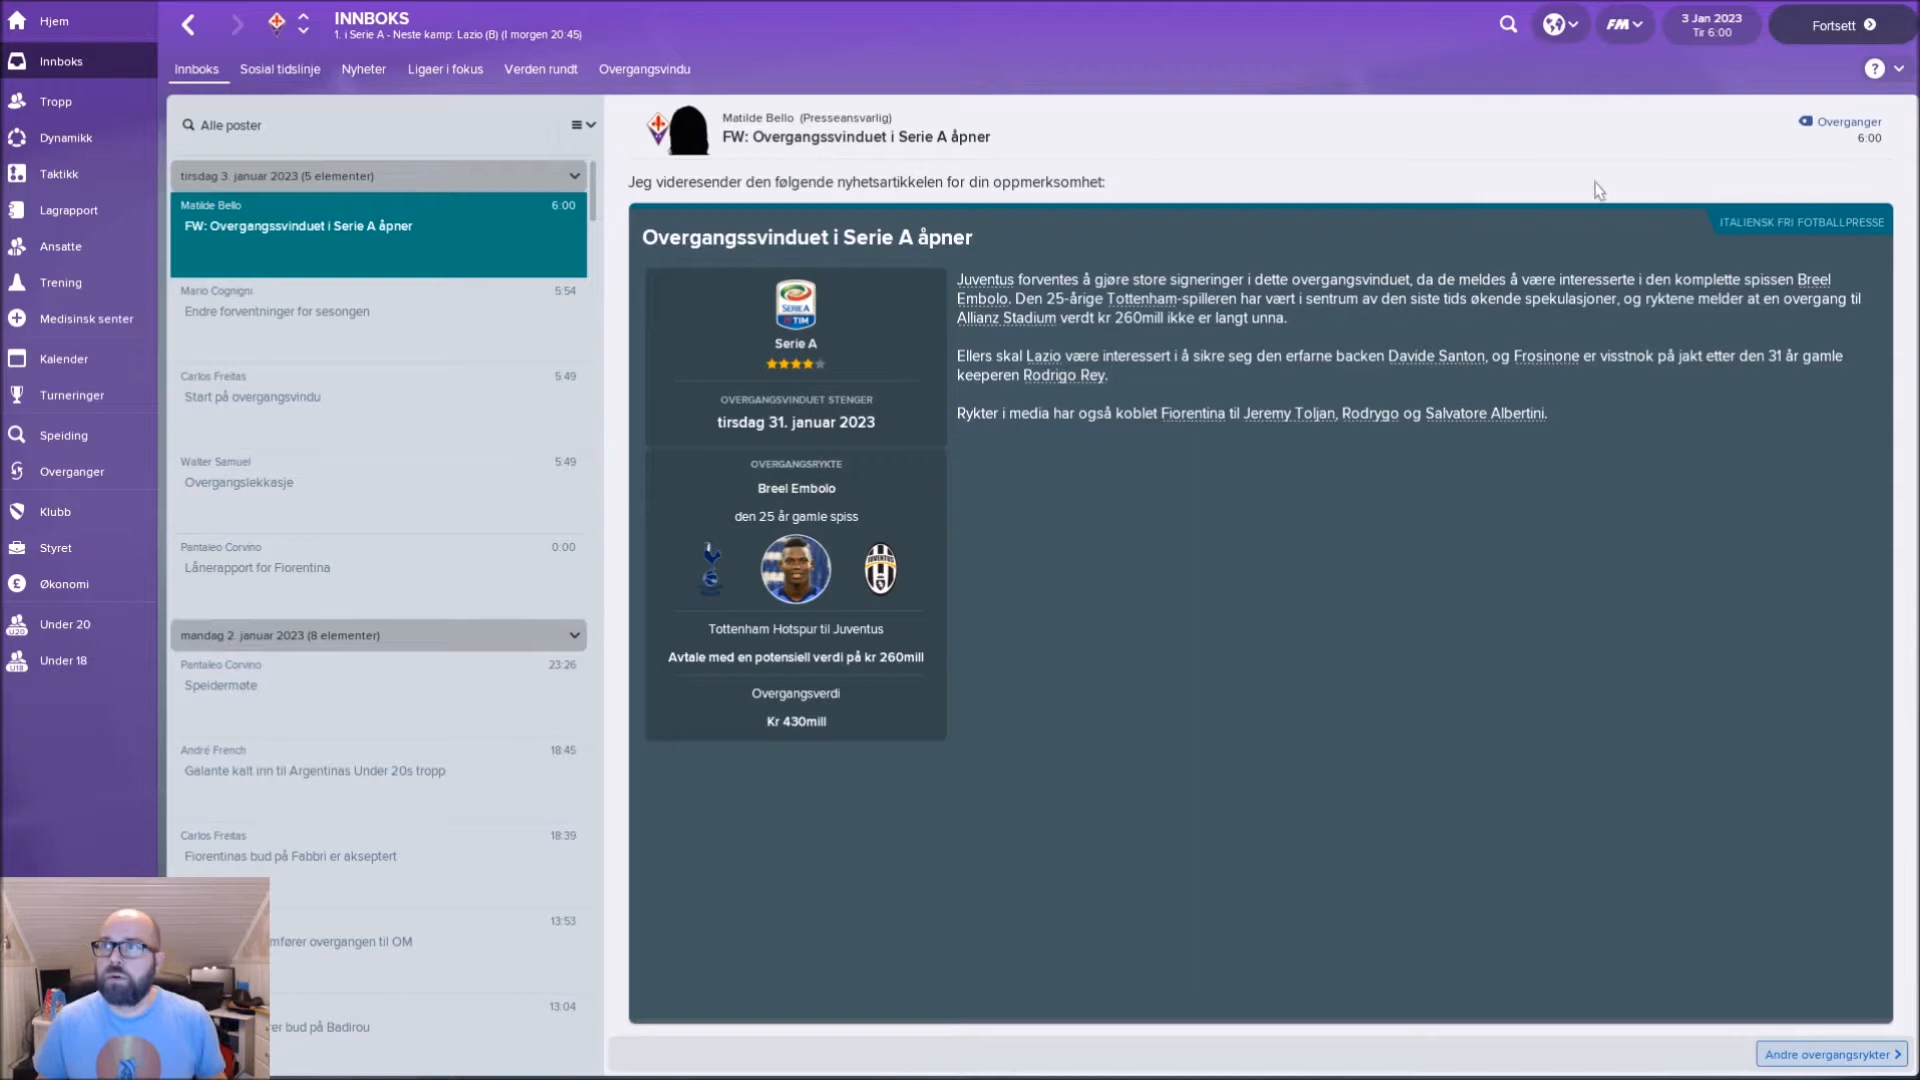 Hjem
Innboks
Tropp
Dynamikk
Taktikk
Lagrapport
Ansatte
Trening
Medisinsk senter
Kalender
Turneringer
Speiding
Overganger
Klubb
Styret
Økonomi
Under 20
Under 18
INNBOKS
1. i Serie A - Neste kamp: Lazio (B) (I morgen 20:45)
FM
3 Jan 2023
Tir 6:00
Fortsett
Innboks Sosial tidslinje Nyheter Ligaer i fokus Verden rundt Overgangsvindu
Alle poster
tirsdag 3. januar 2023 (5 elementer)
Matilde Bello 6:00
FW: Overgangssvinduet i Serie A åpner
Mario Cognigni 5:54
Endre forventninger for sesongen
Carlos Freitas 5:49
Start på overgangsvindu
Walter Samuel 5:49
Overgangslekkasje
Pantaleo Corvino 0:00
Lånerapport for Fiorentina
mandag 2. januar 2023 (8 elementer)
Pantaleo Corvino 23:26
Speidermøte
André French 18:45
Galante kalt inn til Argentinas Under 20s tropp
Carlos Freitas 18:39
Fiorentinas bud på Fabbri er akseptert
13:53
overgangen til OM
13:04
bud på Badirou
Matilde Bello (Presseansvarlig)
FW: Overgangssvinduet i Serie A åpner
Overganger
6:00
Jeg videresender den følgende nyhetsartikkelen for din oppmerksomhet:
ITALIENSK FRI FOTBALLPRESSE
Overgangssvinduet i Serie A åpner
SERIE A
TIM
Serie A
OVERGANGSVINDUET STENGER
tirsdag 31. januar 2023
OVERGANGSRYKTE
Breel Embolo
den 25 år gamle spiss
Tottenham Hotspur til Juventus
Avtale med en potensiell verdi på kr 260mill
Overgangsverdi
Kr 430mill
Juventus forventes å gjøre store signeringer i dette overgangsvinduet, da de meldes å være interesserte i den komplette spissen Breel
Embolo. Den 25-årige Tottenham-spilleren har vært i sentrum av den siste tids økende spekulasjoner, og ryktene melder at en overgang til
Allianz Stadium verdt kr 260mill ikke er langt unna.
Ellers skal Lazio være interessert i å sikre seg den erfarne backen Davide Santon, og Frosinone er visstnok på jakt etter den 31 år gamle
keeperen Rodrigo Rey.
Rykter i media har også koblet Fiorentina til Jeremy Toljan, Rodrygo og Salvatore Albertini.
Andre overgangsrykter